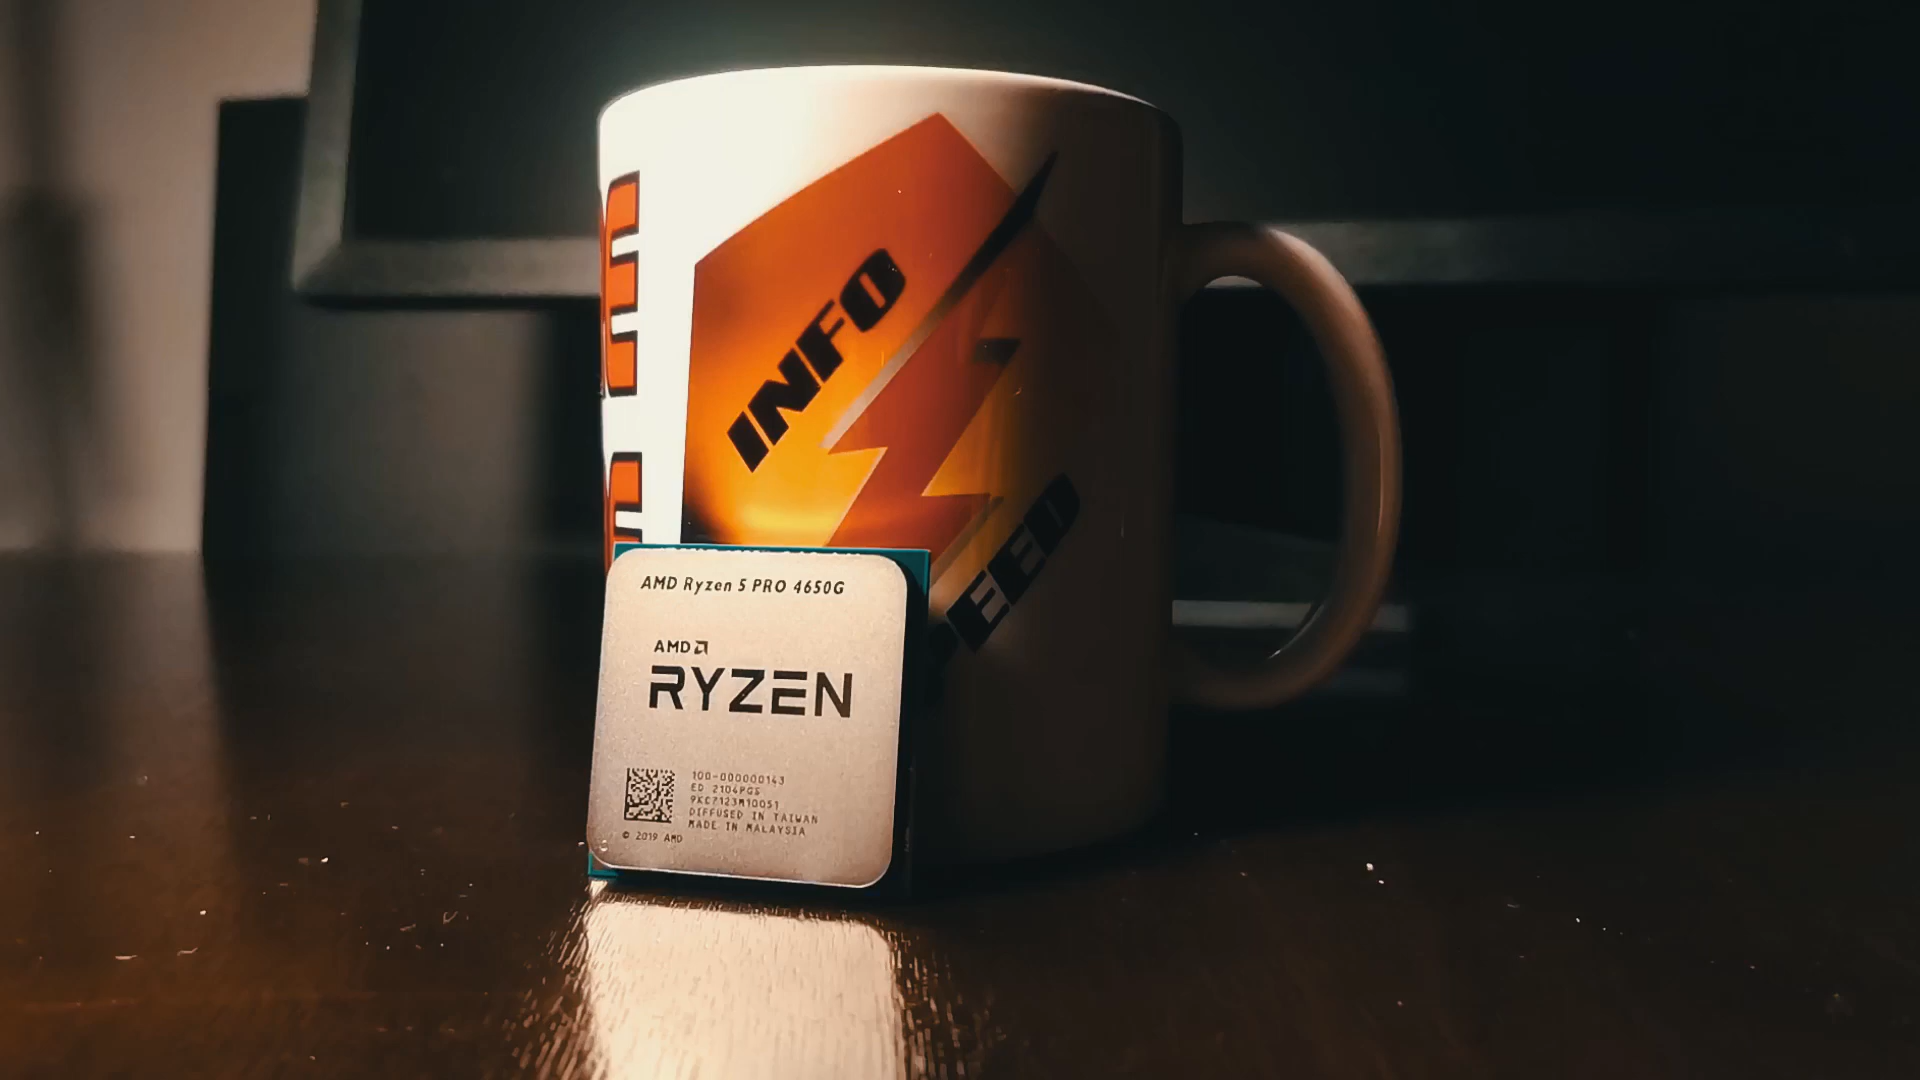 INFO
EED
AMD Ryzen 5 PRO 4650G
AMD
RYZEN
100-000000143
ED 2104PGS
9KC7123M10051
DIFFUSED IN TAIWAN
MADE IN MALAYSIA
© 2019 AMD